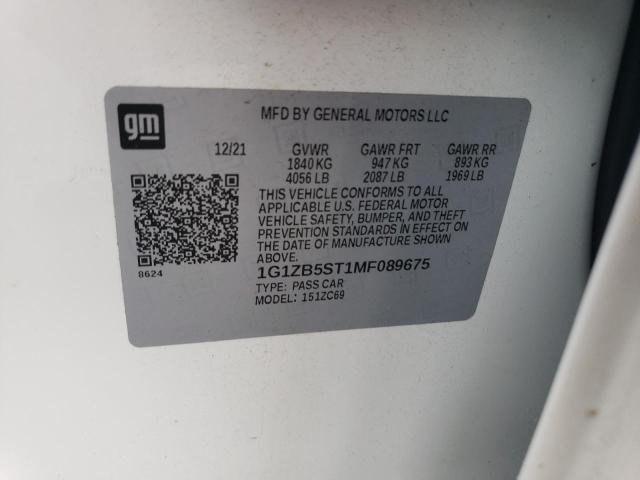 gm
MFD BY GENERAL MOTORS LLC
12/21 GVWR GAWR FRT GAWR RR
1840 KG 947 KG 893 KG
4056 LB 2087 LB 1969 LB
THIS VEHICLE CONFORMS TO ALL
APPLICABLE U.S. FEDERAL MOTOR
VEHICLE SAFETY, BUMPER, AND THEFT
PREVENTION STANDARDS IN EFFECT ON
THE DATE OF MANUFACTURE SHOWN
ABOVE.
8624
1G1ZB5ST1MF089675
TYPE: PASS CAR
MODEL: 151ZC69